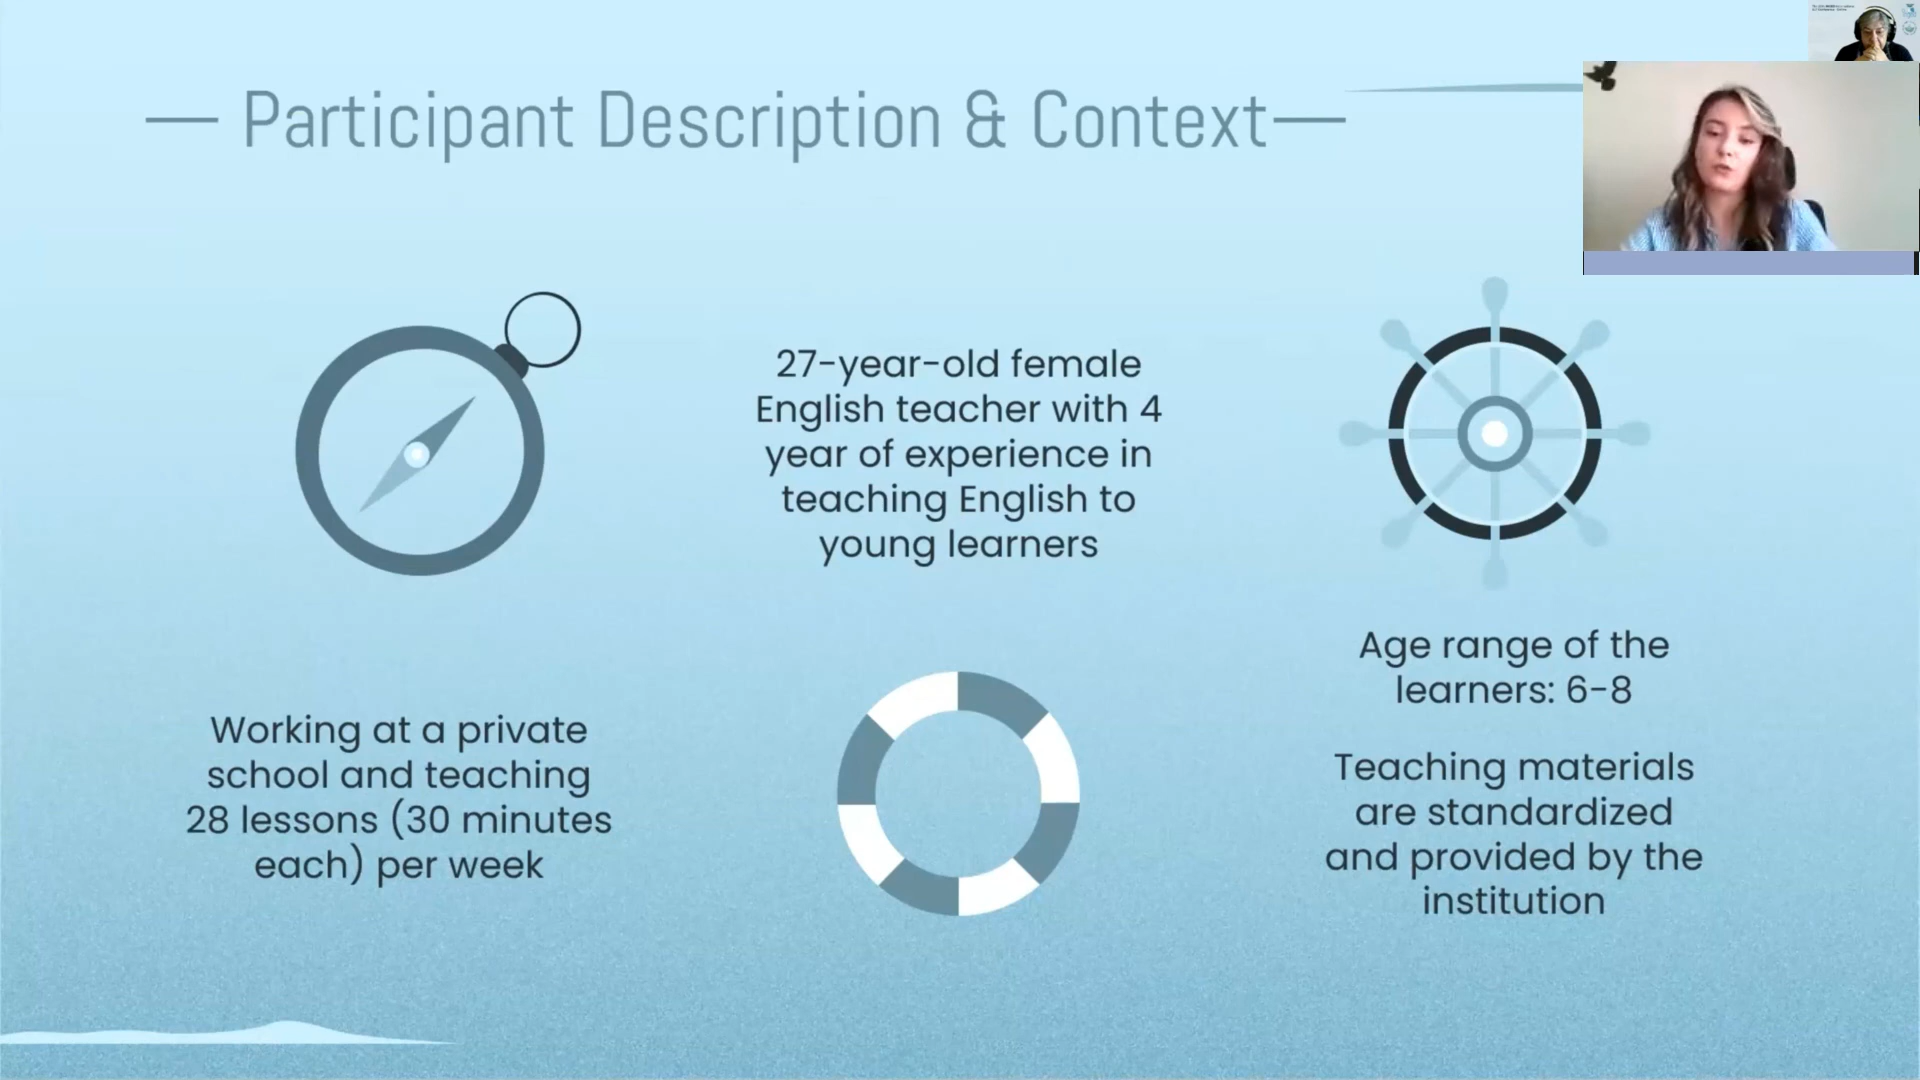 — Participant Description & Context—
27-year-old female
English teacher with 4
year of experience in
teaching English to
young learners
Working at a private
school and teaching
28 lessons (30 minutes
each) per week
Age range of the
learners: 6-8
Teaching materials
are standardized
and provided by the
institution